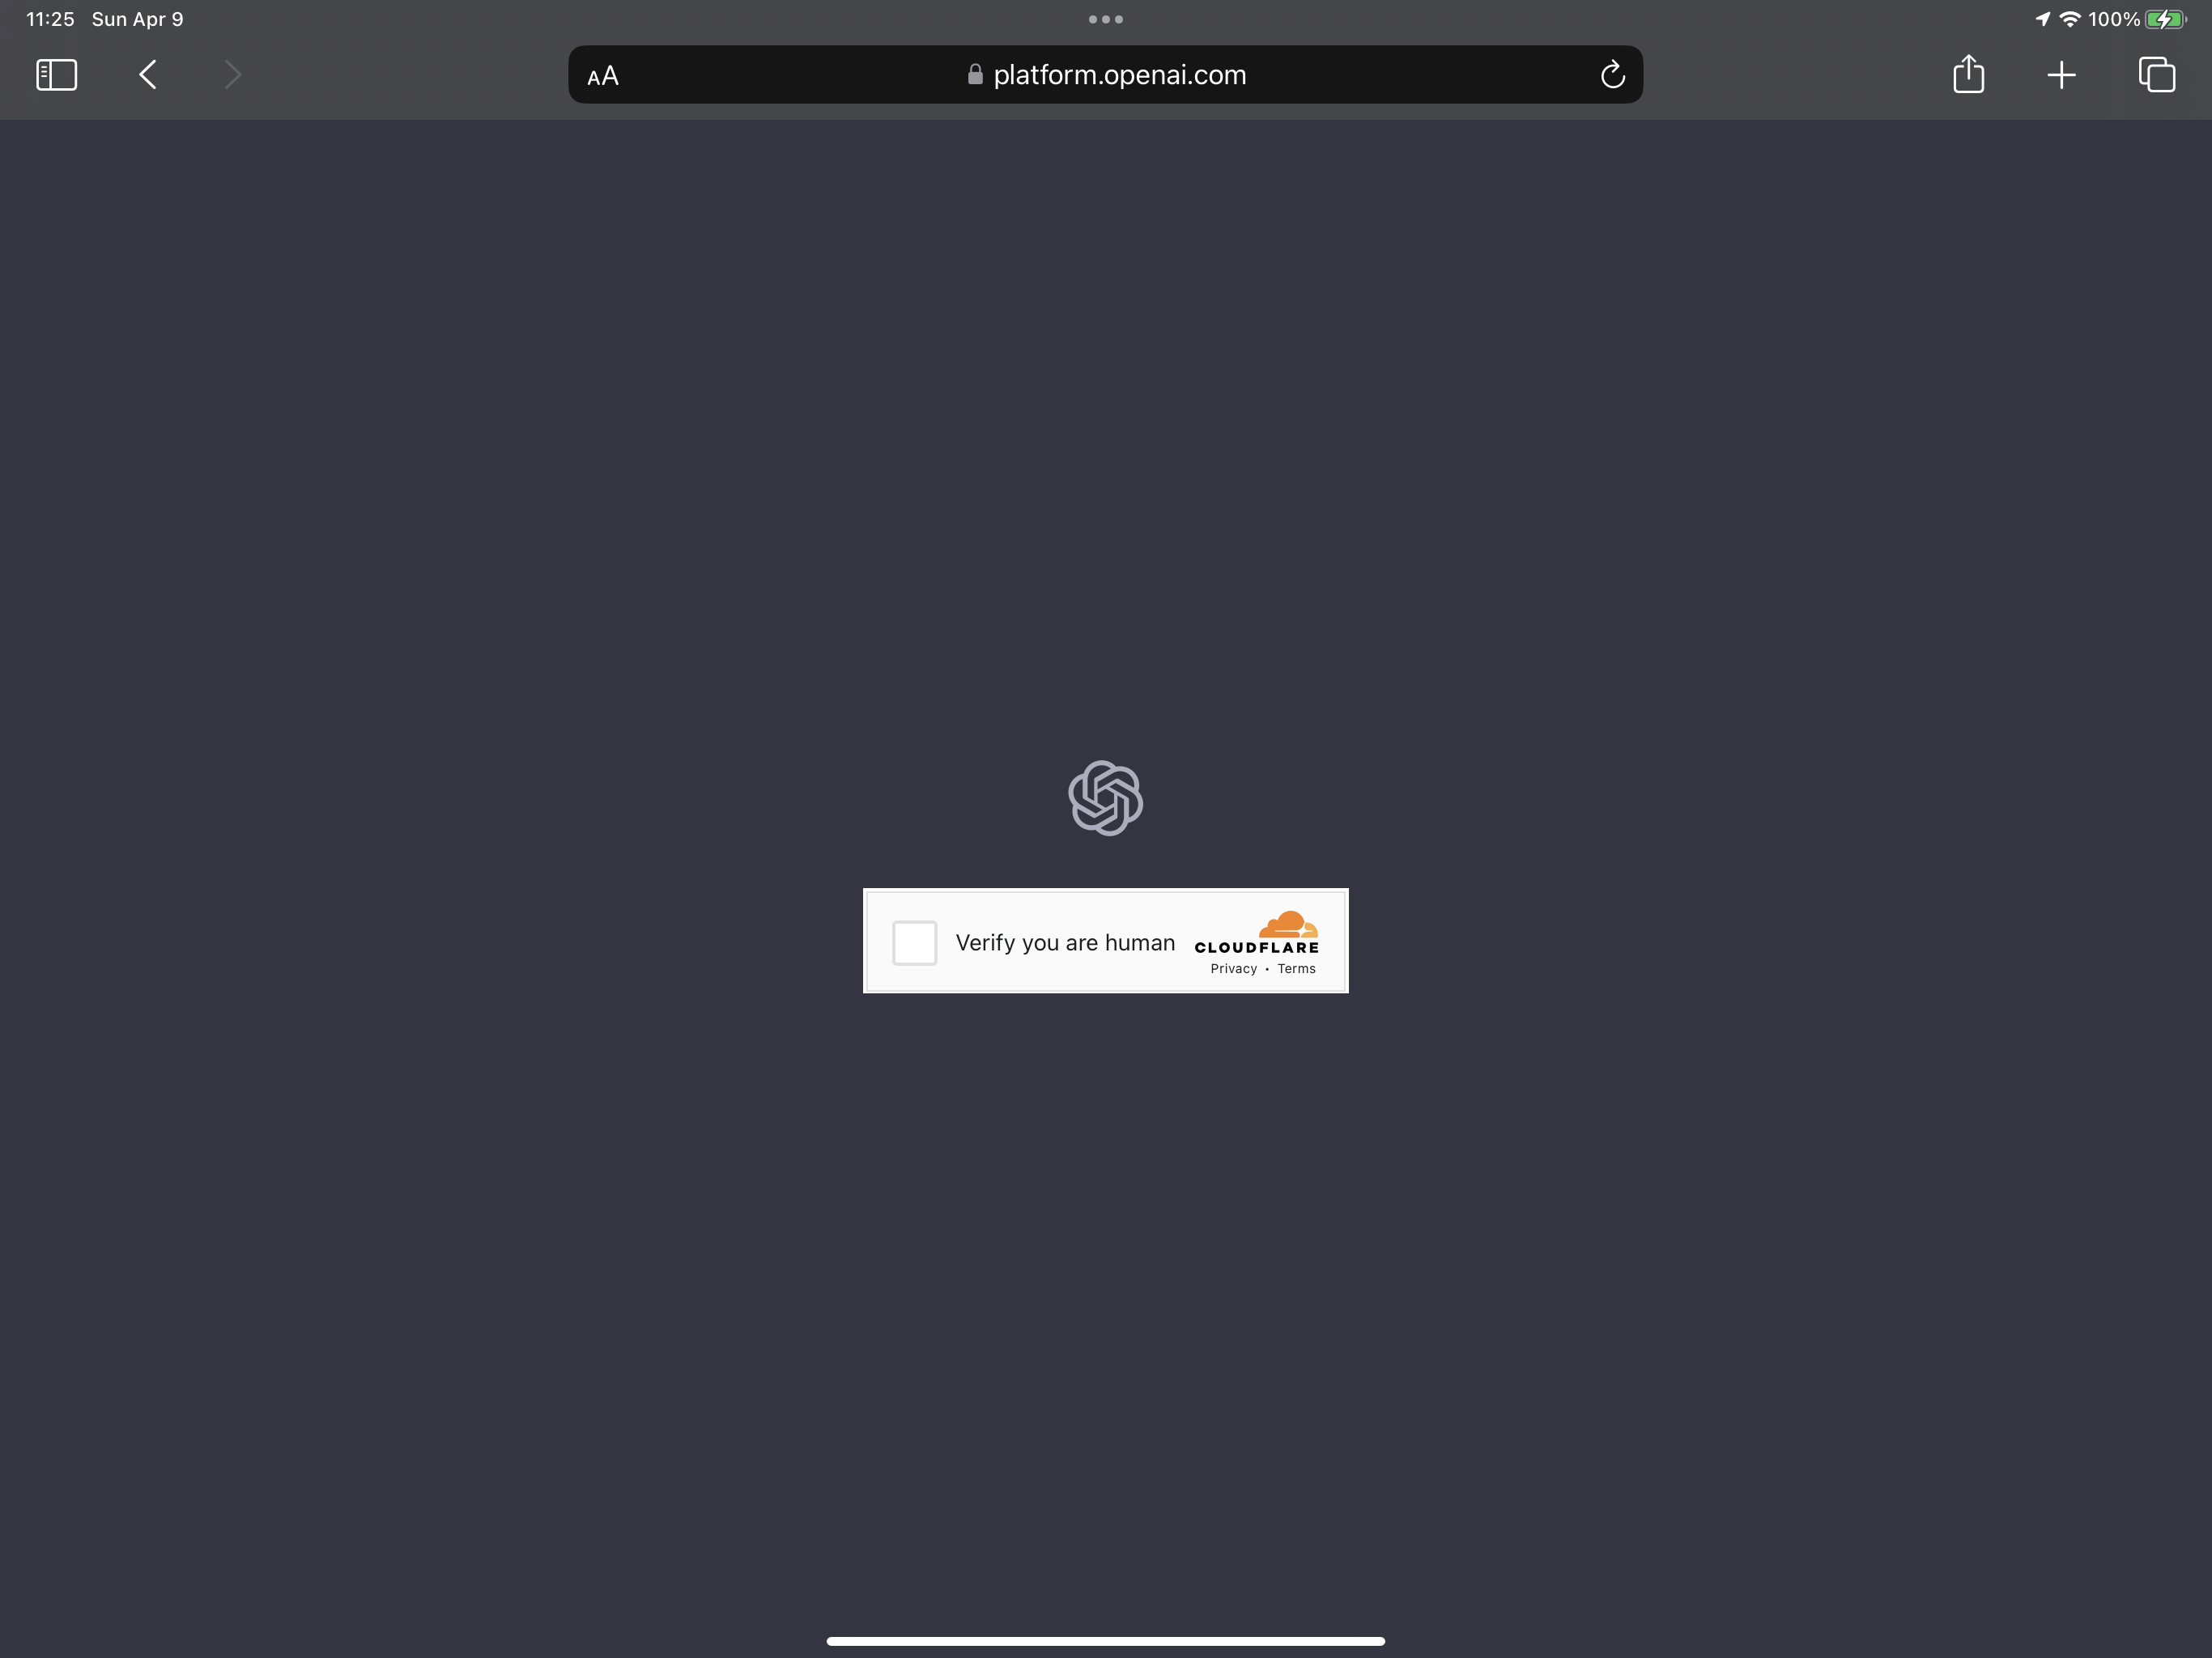 11:25 Sun Apr 9
100%
AA platform.openai.com
Verify you are human
CLOUDFLARE
Privacy • Terms